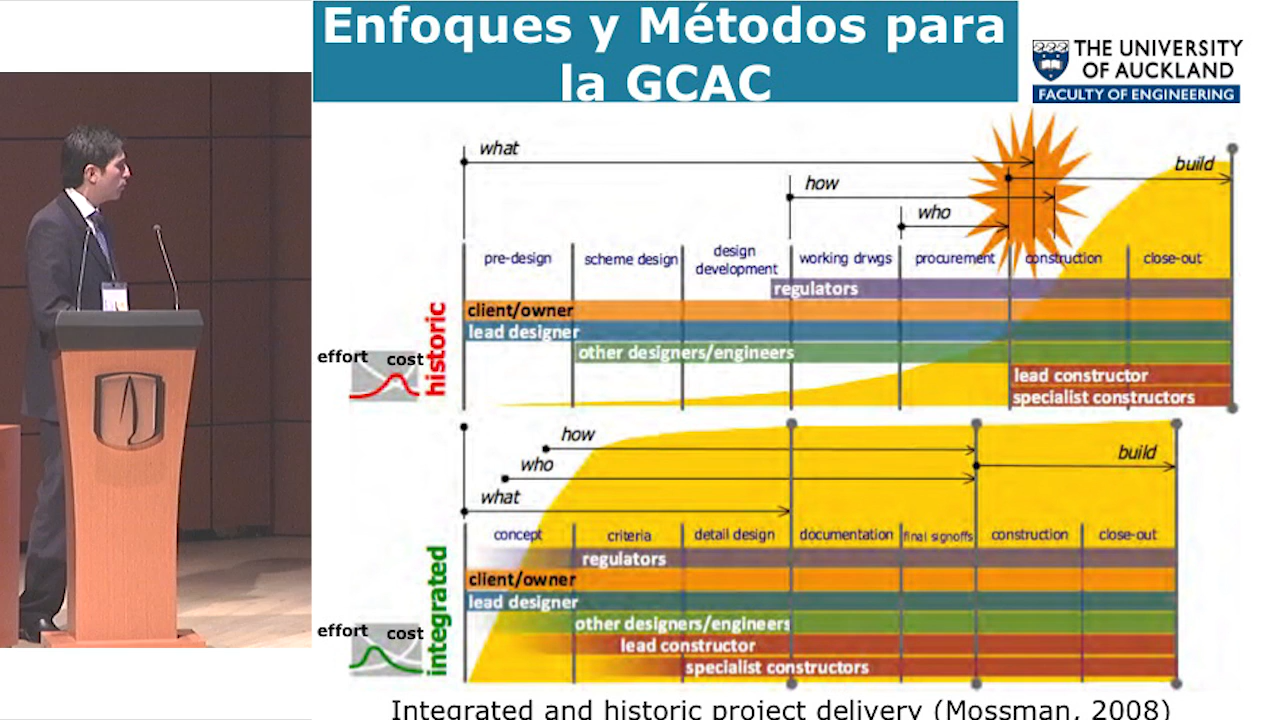 Enfoques y Métodos para
la GCAC
THE UNIVERSITY
OF AUCKLAND
FACULTY OF ENGINEERING
what
build
how
who
pre-design
scheme design
design
development
working drwgs
procurement
construction
close-out
regulators
client/owner
lead designer
other designers/engineers
lead constructor
specialist constructors
historic
effort cost
how
who
build
what
concept
criteria
detail design
documentation
final signoffs
construction
close-out
regulators
client/owner
lead designer
other designers/engineers
lead constructor
specialist constructors
integrated
effort cost
Integrated and historic project delivery (Mossman, 2008)